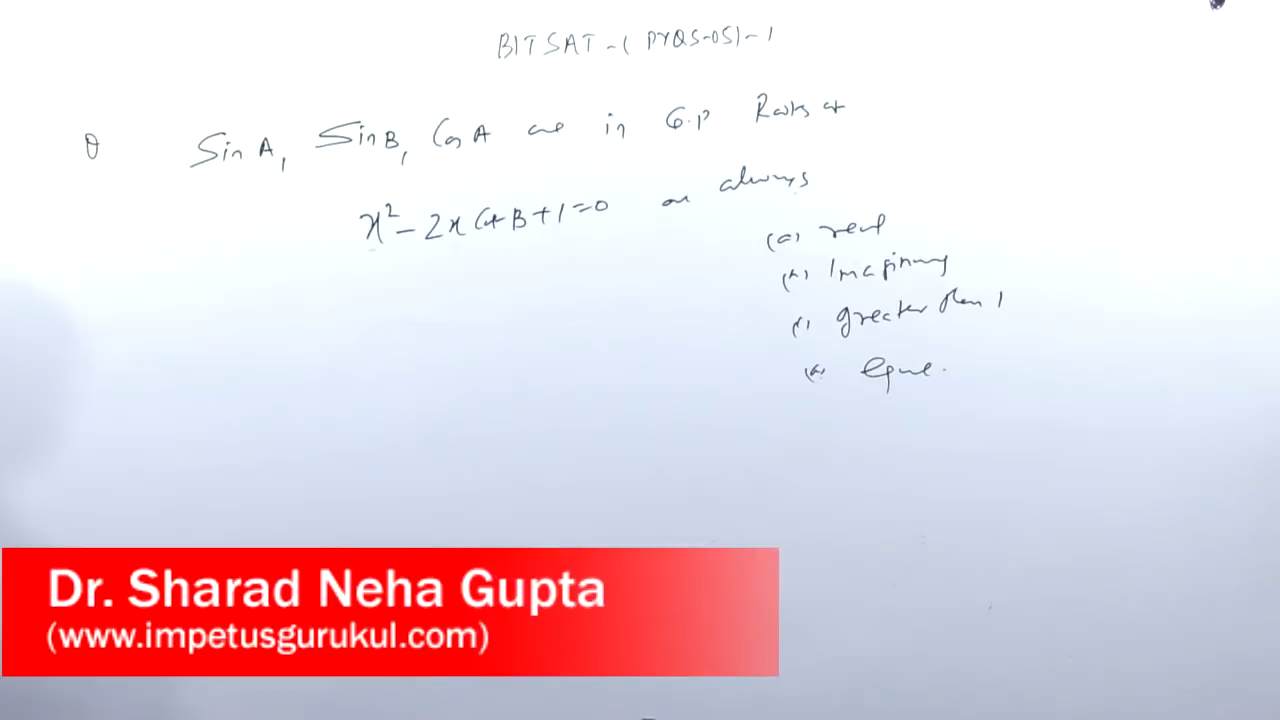 BITSAT-(PYQS-05)-1
Q Sin A, Sin B, Cos A are in G.P Roots of
x² - 2x Cot B + 1 = 0 are always
(a) real
(b) Imaginary
(c) greater than 1
(d) Equal.
Dr. Sharad Neha Gupta
(www.impetusgurukul.com)